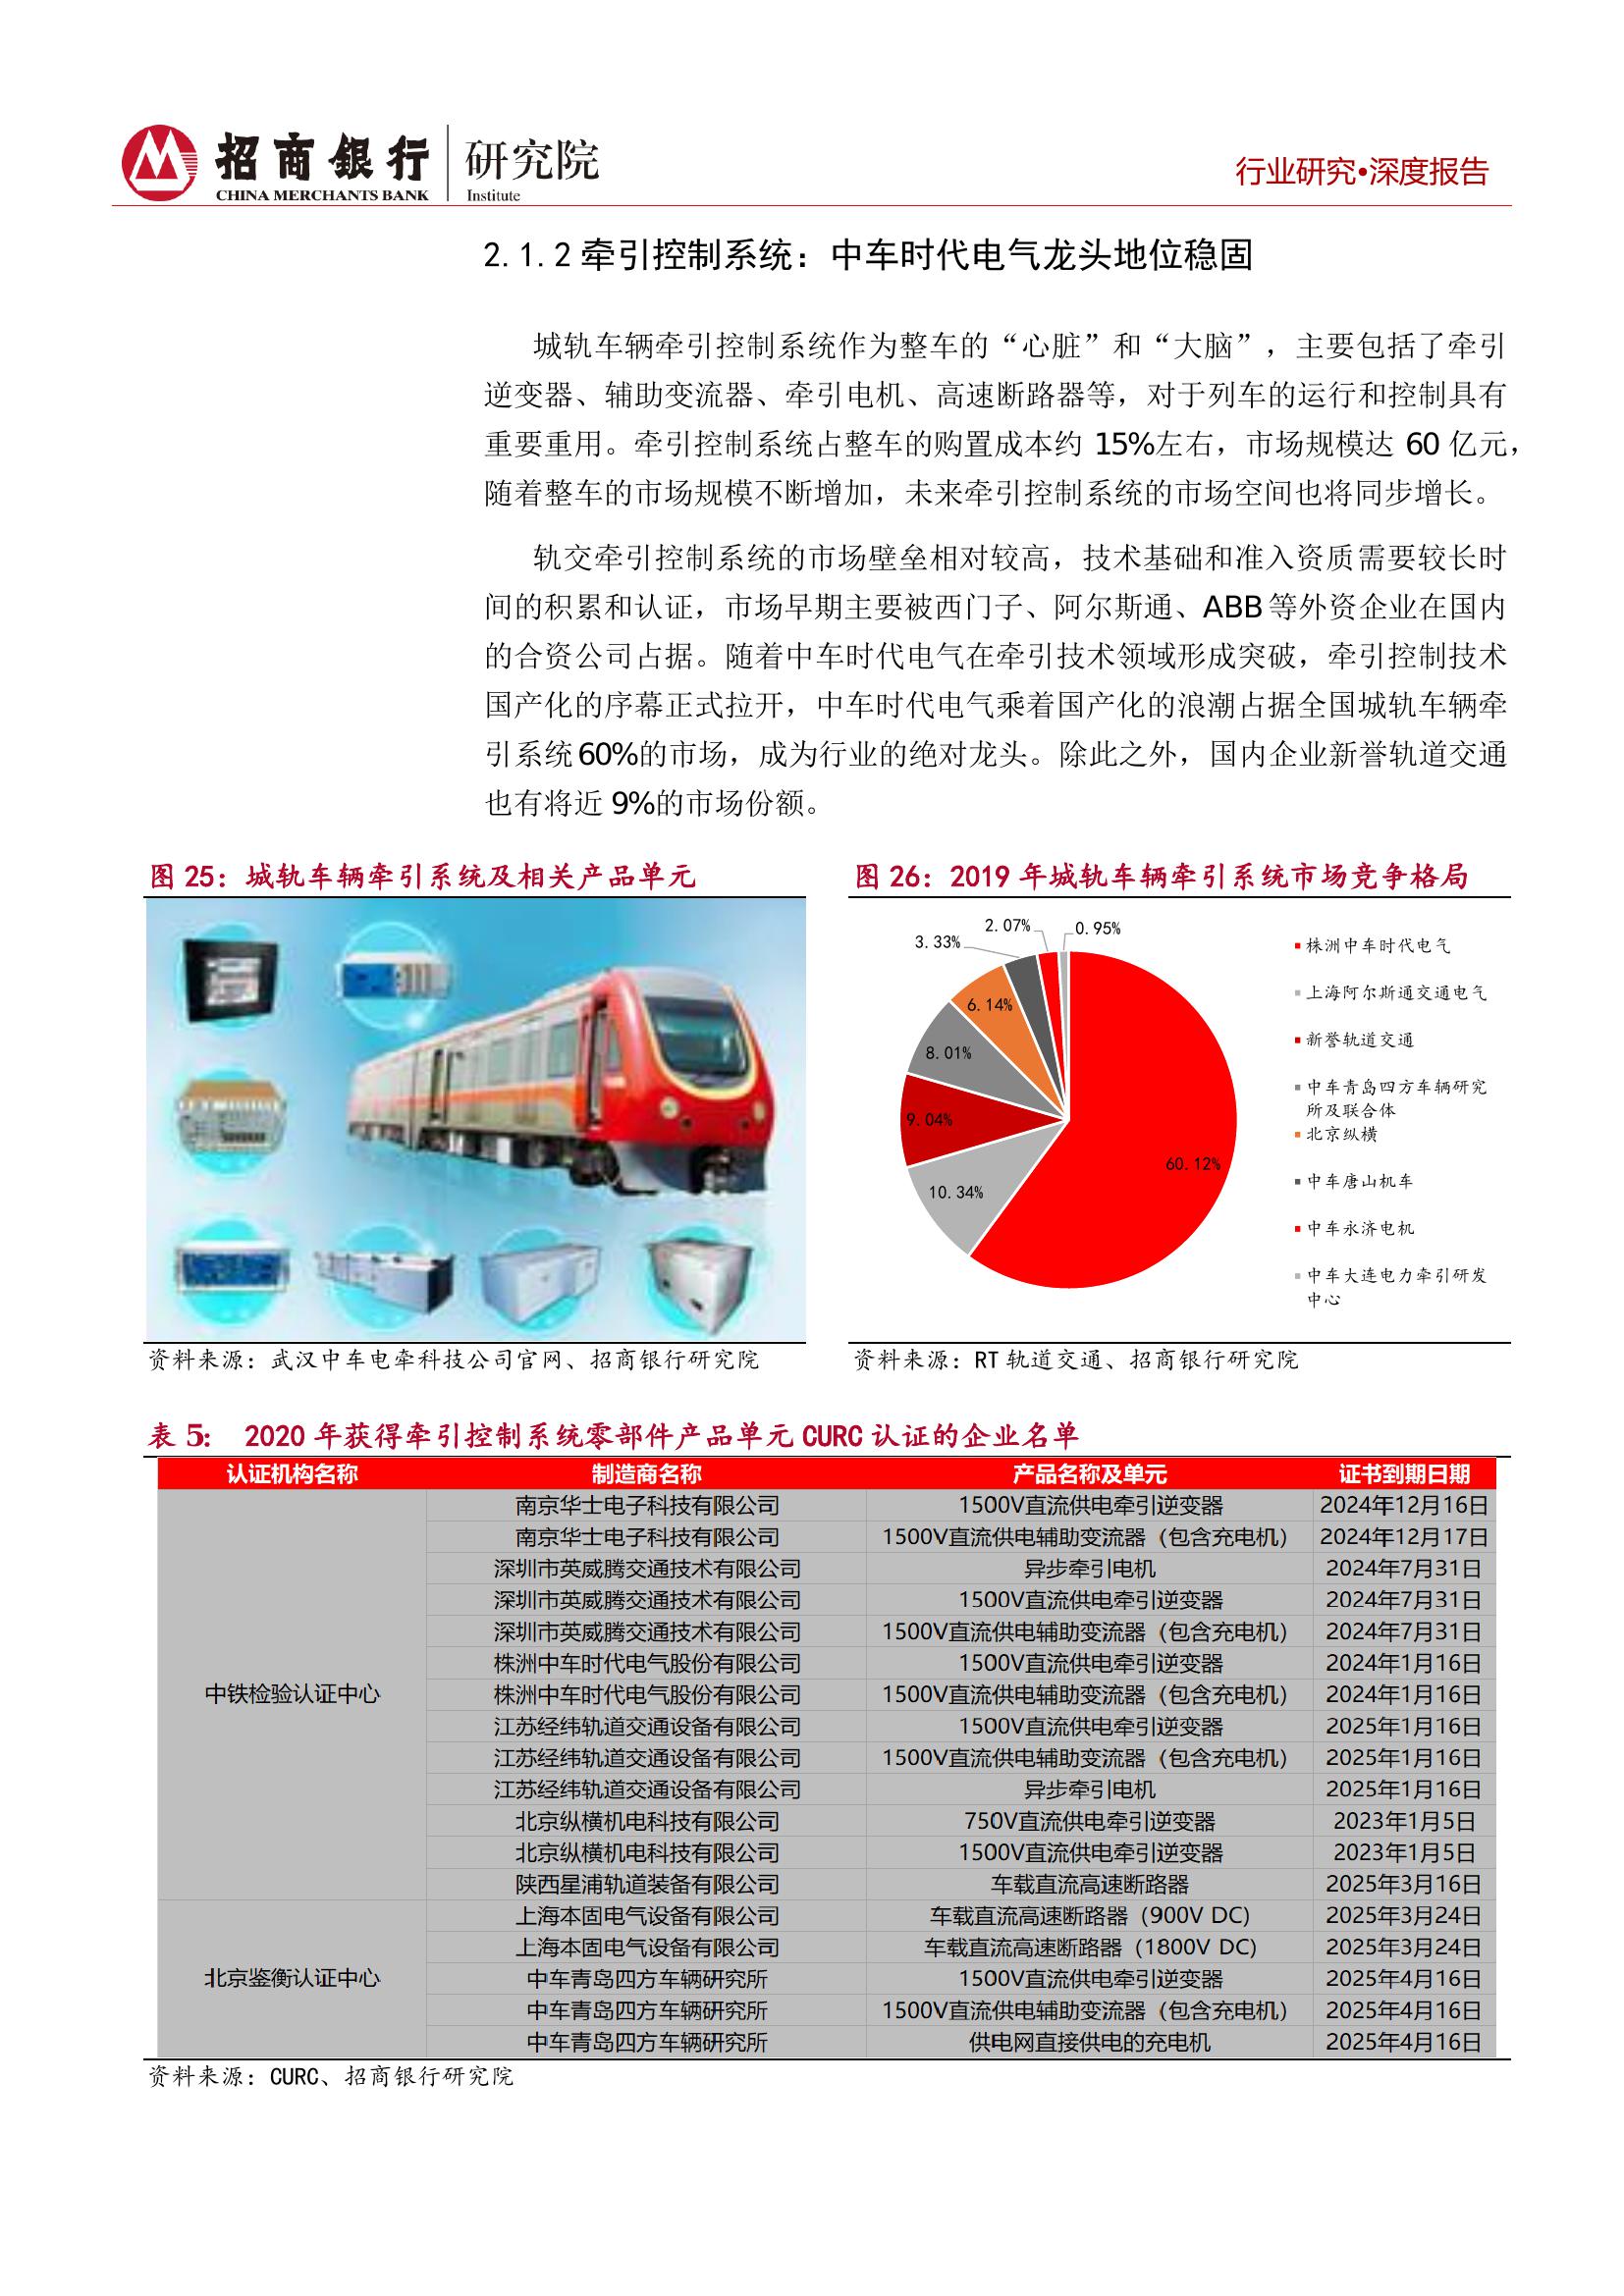 招商银行
CHINA MERCHANTS BANK
研究院
Institute
行业研究•深度报告
2.1.2 牵引控制系统：中车时代电气龙头地位稳固
城轨车辆牵引控制系统作为整车的“心脏”和“大脑”，主要包括了牵引
逆变器、辅助变流器、牵引电机、高速断路器等，对于列车的运行和控制具有
重要重用。牵引控制系统占整车的购置成本约 15%左右，市场规模达 60 亿元，
随着整车的市场规模不断增加，未来牵引控制系统的市场空间也将同步增长。
轨交牵引控制系统的市场壁垒相对较高，技术基础和准入资质需要较长时
间的积累和认证，市场早期主要被西门子、阿尔斯通、ABB 等外资企业在国内
的合资公司占据。随着中车时代电气在牵引技术领域形成突破，牵引控制技术
国产化的序幕正式拉开，中车时代电气乘着国产化的浪潮占据全国城轨车辆牵
引系统 60%的市场，成为行业的绝对龙头。除此之外，国内企业新誉轨道交通
也有将近 9%的市场份额。
图 25：城轨车辆牵引系统及相关产品单元
资料来源：武汉中车电牵科技公司官网、招商银行研究院
图 26：2019 年城轨车辆牵引系统市场竞争格局
2.07%
0.95%
3.33%
6.14%
8.01%
9.04%
60.12%
10.34%
株洲中车时代电气
上海阿尔斯通交通电气
新誉轨道交通
中车青岛四方车辆研究
所及联合体
北京纵横
中车唐山机车
中车永济电机
中车大连电力牵引研发
中心
资料来源：RT 轨道交通、招商银行研究院
表 5： 2020 年获得牵引控制系统零部件产品单元 CURC 认证的企业名单
认证机构名称 制造商名称 产品名称及单元 证书到期日期
南京华士电子科技有限公司 1500V直流供电牵引逆变器 2024年12月16日
南京华士电子科技有限公司 1500V直流供电辅助变流器（包含充电机） 2024年12月17日
深圳市英威腾交通技术有限公司 异步牵引电机 2024年7月31日
深圳市英威腾交通技术有限公司 1500V直流供电牵引逆变器 2024年7月31日
深圳市英威腾交通技术有限公司 1500V直流供电辅助变流器（包含充电机） 2024年7月31日
株洲中车时代电气股份有限公司 1500V直流供电牵引逆变器 2024年1月16日
中铁检验认证中心 株洲中车时代电气股份有限公司 1500V直流供电辅助变流器（包含充电机） 2024年1月16日
江苏经纬轨道交通设备有限公司 1500V直流供电牵引逆变器 2025年1月16日
江苏经纬轨道交通设备有限公司 1500V直流供电辅助变流器（包含充电机） 2025年1月16日
江苏经纬轨道交通设备有限公司 异步牵引电机 2025年1月16日
北京纵横机电科技有限公司 750V直流供电牵引逆变器 2023年1月5日
北京纵横机电科技有限公司 1500V直流供电牵引逆变器 2023年1月5日
陕西星浦轨道装备有限公司 车载直流高速断路器 2025年3月16日
上海本固电气设备有限公司 车载直流高速断路器（900V DC) 2025年3月24日
上海本固电气设备有限公司 车载直流高速断路器（1800V DC) 2025年3月24日
北京鉴衡认证中心 中车青岛四方车辆研究所 1500V直流供电牵引逆变器 2025年4月16日
中车青岛四方车辆研究所 1500V直流供电辅助变流器（包含充电机） 2025年4月16日
中车青岛四方车辆研究所 供电网直接供电的充电机 2025年4月16日
资料来源：CURC、招商银行研究院